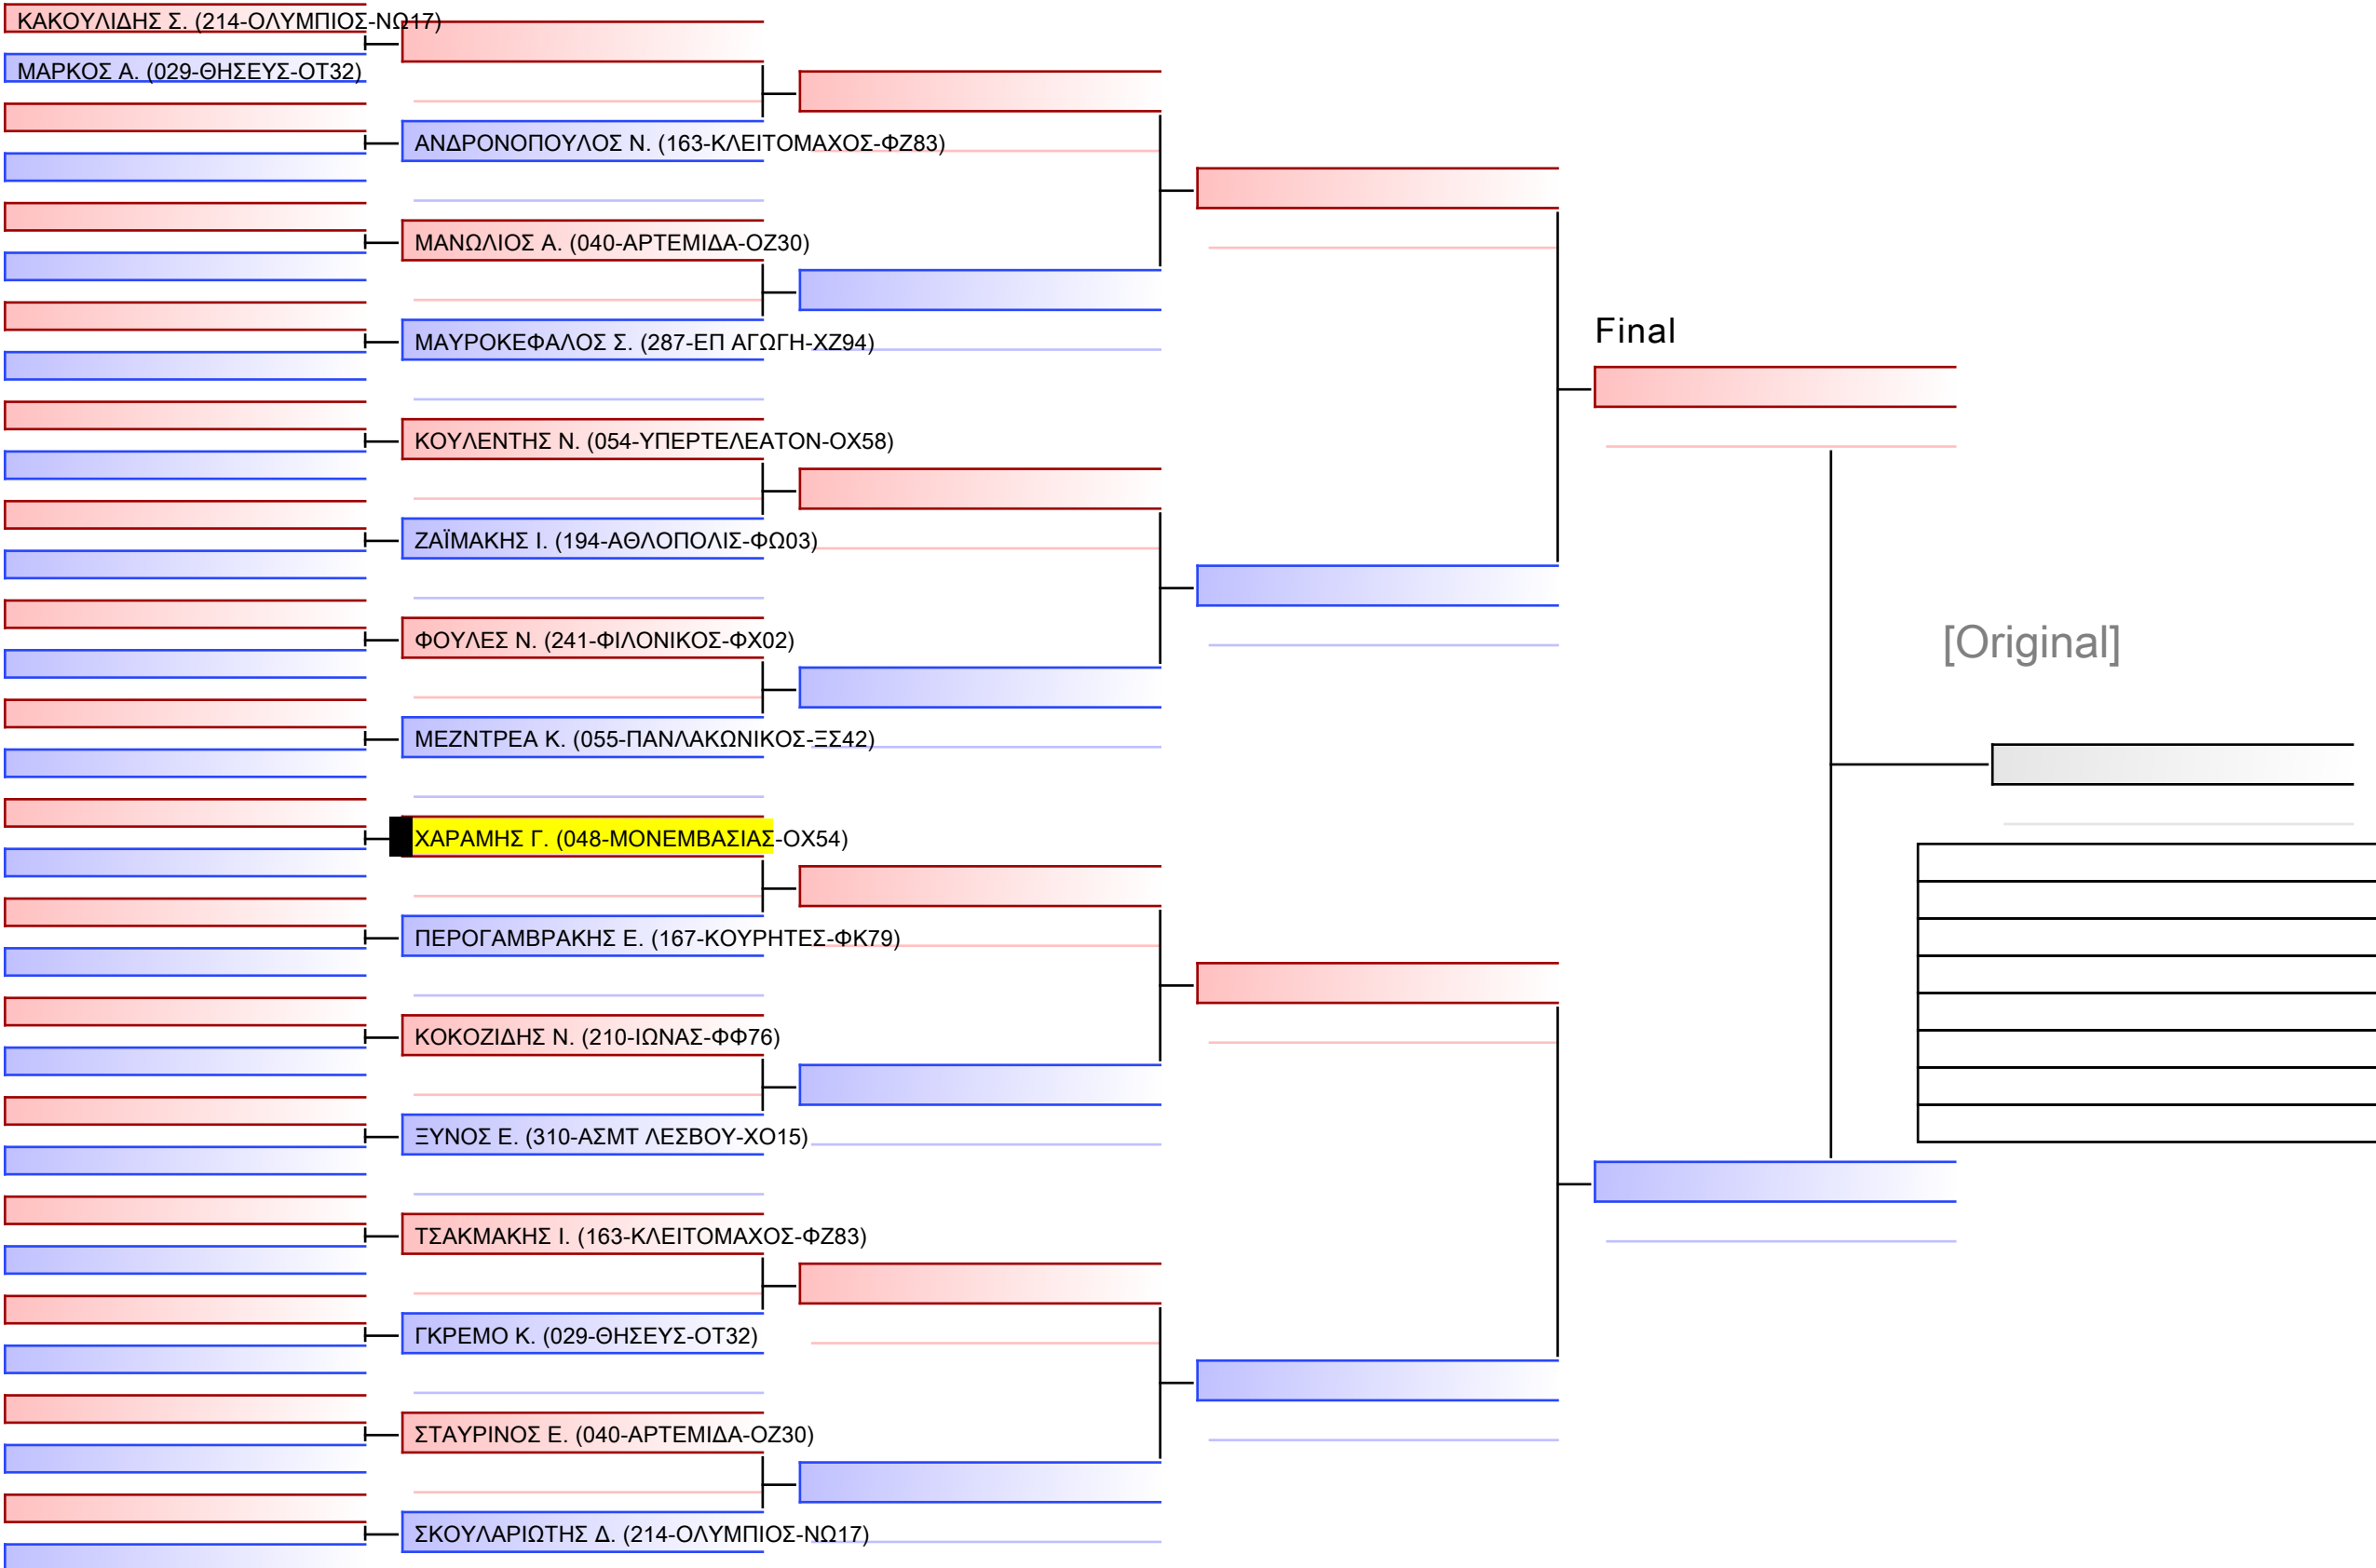 ΚΑΚΟΥΛΙΔΗΣ Σ. (214-ΟΛΥΜΠΙΟΣ-ΝΩ17)
ΜΑΡΚΟΣ Α. (029-ΘΗΣΕΥΣ-ΟΤ32)
ΑΝΔΡΟΝΟΠΟΥΛΟΣ Ν. (163-ΚΛΕΙΤΟΜΑΧΟΣ-ΦΖ83)
ΜΑΝΩΛΙΟΣ Α. (040-ΑΡΤΕΜΙΔΑ-ΟΖ30)
ΜΑΥΡΟΚΕΦΑΛΟΣ Σ. (287-ΕΠ ΑΓΩΓΗ-ΧΖ94)
Final
ΚΟΥΛΕΝΤΗΣ Ν. (054-ΥΠΕΡΤΕΛΕΑΤΟΝ-ΟΧ58)
ΖΑΪΜΑΚΗΣ Ι. (194-ΑΘΛΟΠΟΛΙΣ-ΦΩ03)
ΦΟΥΛΕΣ Ν. (241-ΦΙΛΟΝΙΚΟΣ-ΦΧ02)
[Original]
ΜΕΖΝΤΡΕΑ Κ. (055-ΠΑΝΛΑΚΩΝΙΚΟΣ-ΞΣ42)
ΧΑΡΑΜΗΣ Γ. (048-ΜΟΝΕΜΒΑΣΙΑΣ-ΟΧ54)
ΠΕΡΟΓΑΜΒΡΑΚΗΣ Ε. (167-ΚΟΥΡΗΤΕΣ-ΦΚ79)
ΚΟΚΟΖΙΔΗΣ Ν. (210-ΙΩΝΑΣ-ΦΦ76)
ΞΥΝΟΣ Ε. (310-ΑΣΜΤ ΛΕΣΒΟΥ-ΧΟ15)
ΤΣΑΚΜΑΚΗΣ Ι. (163-ΚΛΕΙΤΟΜΑΧΟΣ-ΦΖ83)
ΓΚΡΕΜΟ Κ. (029-ΘΗΣΕΥΣ-ΟΤ32)
ΣΤΑΥΡΙΝΟΣ Ε. (040-ΑΡΤΕΜΙΔΑ-ΟΖ30)
ΣΚΟΥΛΑΡΙΩΤΗΣ Δ. (214-ΟΛΥΜΠΙΟΣ-ΝΩ17)